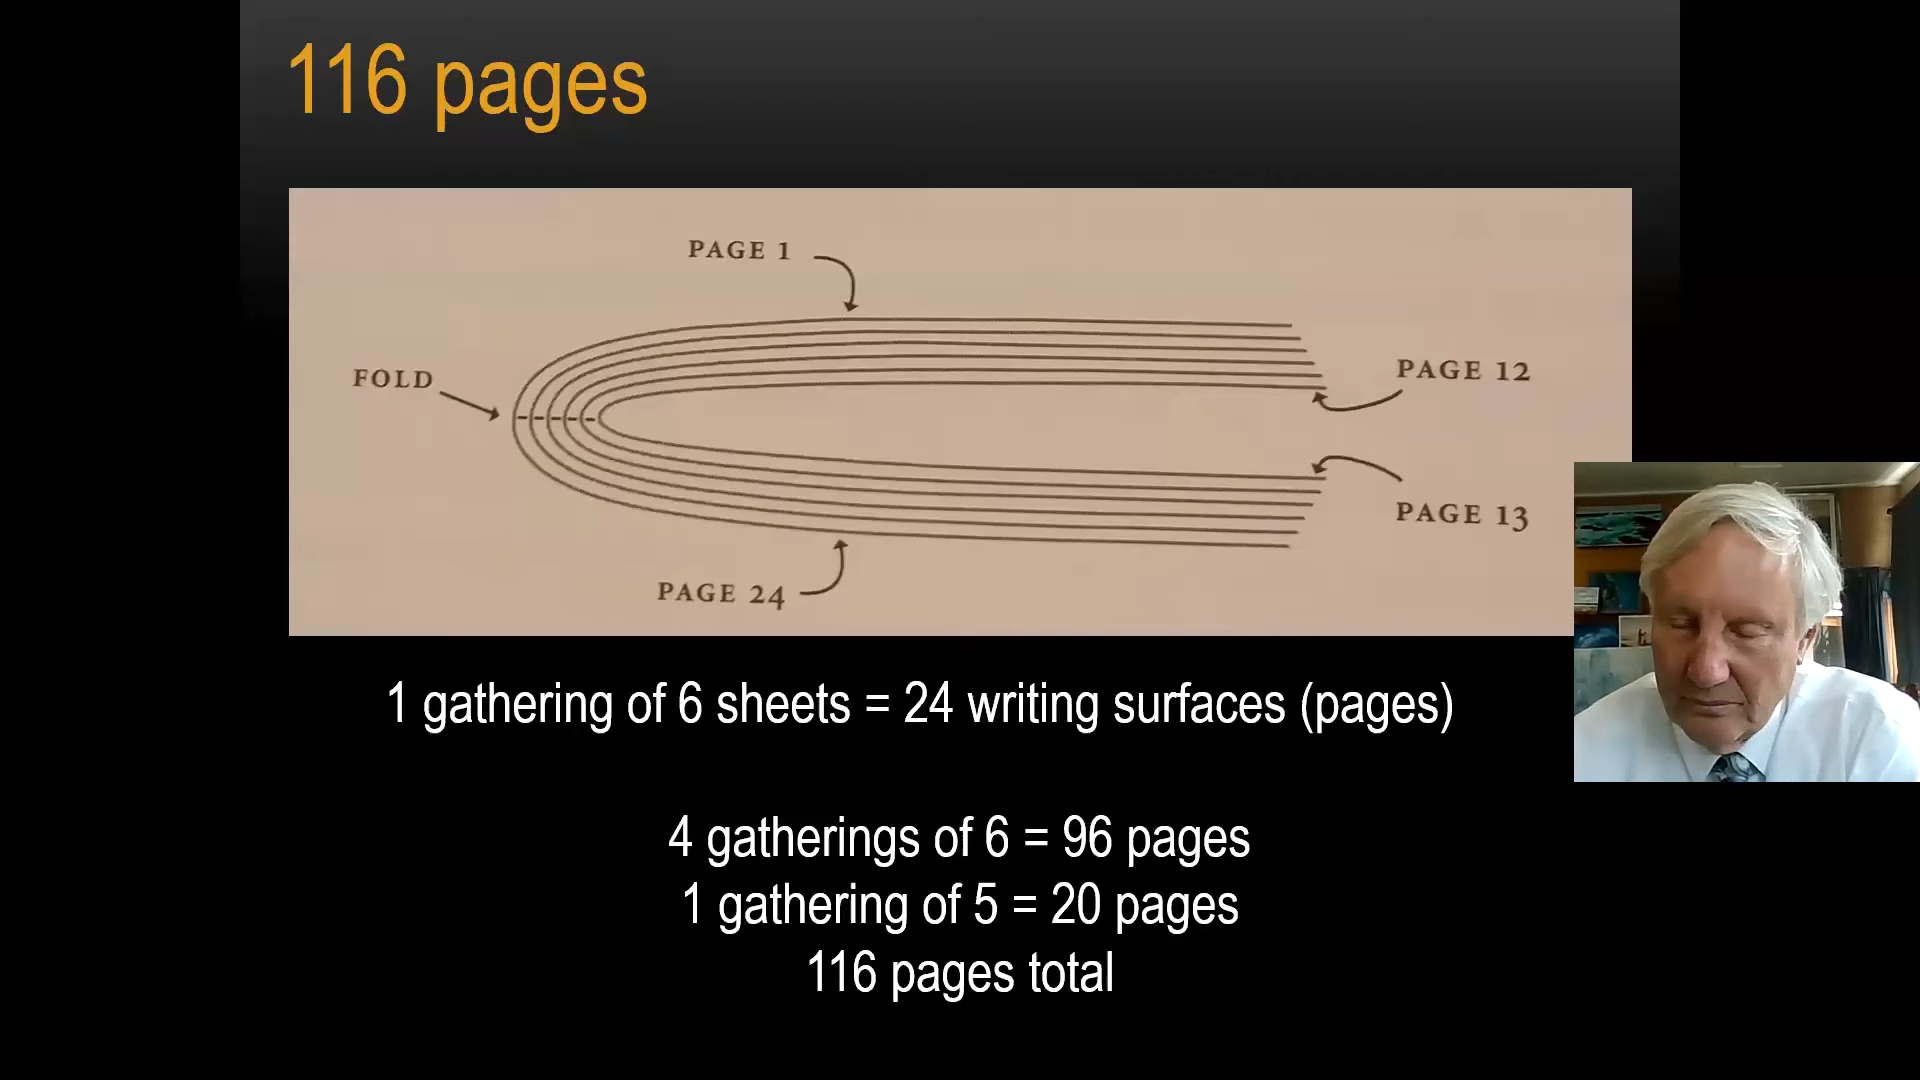 116 pages
PAGE 1
FOLD
PAGE 12
PAGE 13
PAGE 24
1 gathering of 6 sheets = 24 writing surfaces (pages)
4 gatherings of 6 = 96 pages
1 gathering of 5 = 20 pages
116 pages total